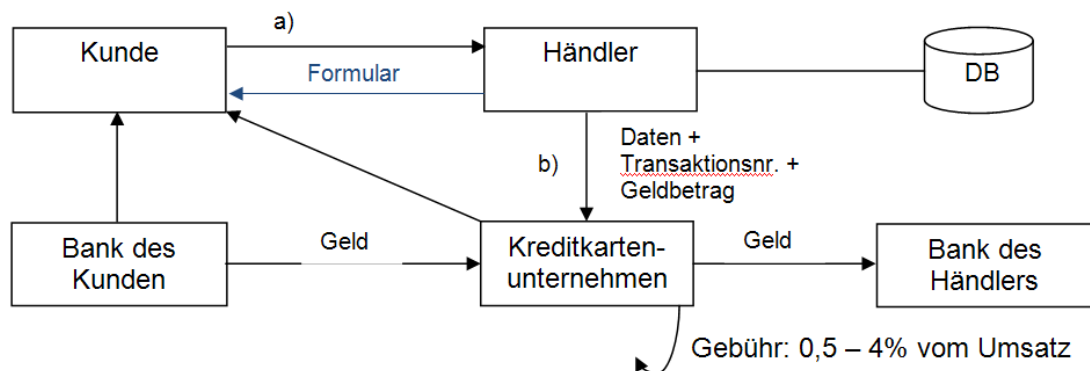 a)
Kunde
Händler
Formular
DB
Daten +
Transaktionsnr. +
Geldbetrag
b)
Bank des
Kunden
Geld
Kreditkarten-
unternehmen
Geld
Bank des
Händlers
Gebühr: 0,5 – 4% vom Umsatz